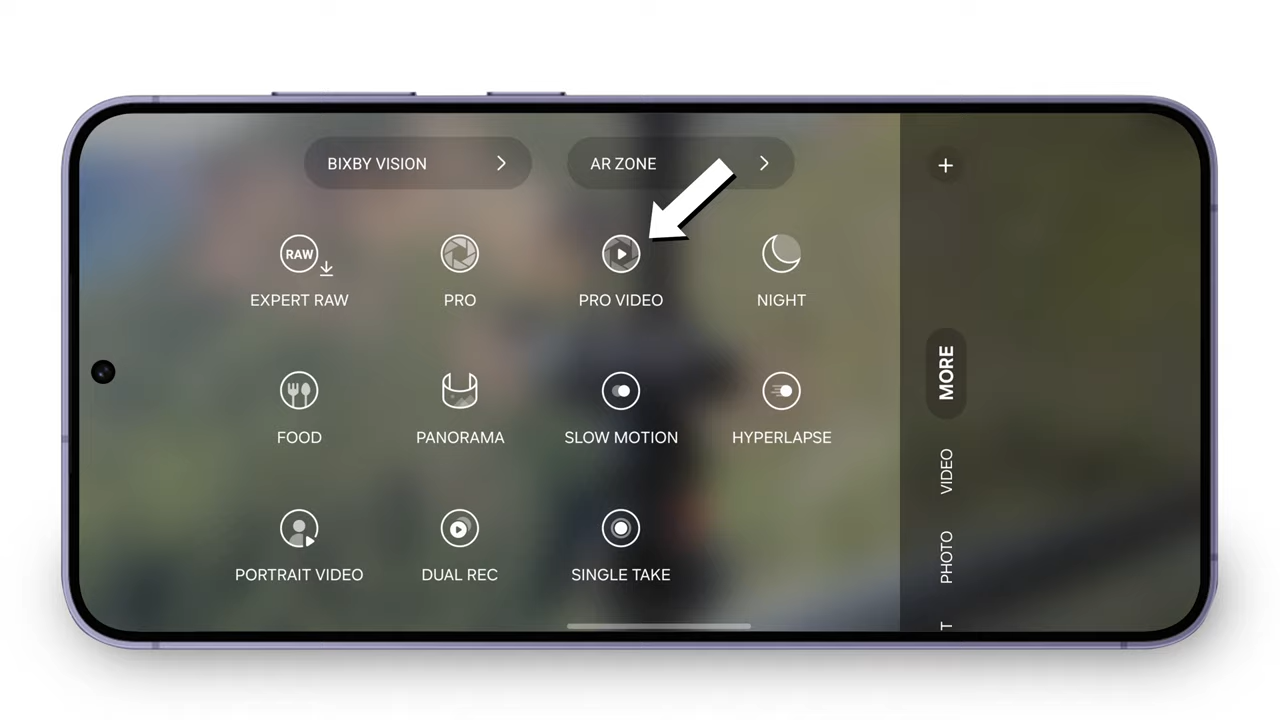 BIXBY VISION
AR ZONE
+
RAW
EXPERT RAW
PRO
PRO VIDEO
NIGHT
FOOD
PANORAMA
SLOW MOTION
HYPERLAPSE
PORTRAIT VIDEO
DUAL REC
SINGLE TAKE
MORE
VIDEO
PHOTO
T